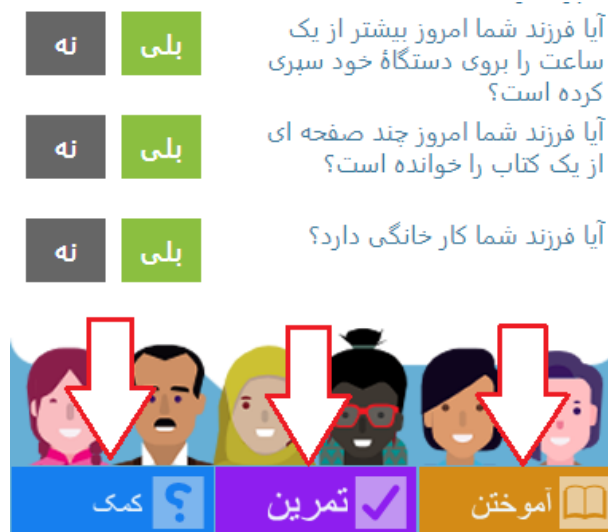 آیا فرزند شما امروز بیشتر از یک
ساعت را بروی دستگاۀ خود سپری
کرده است؟
بلی
نه
آیا فرزند شما امروز چند صفحه ای
از یک کتاب را خوانده است؟
بلی
نه
آیا فرزند شما کار خانگی دارد؟
بلی
نه
آموختن
تمرین
؟ کمک